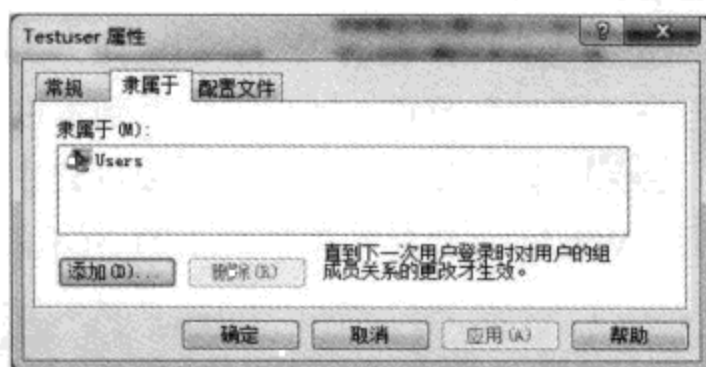 Testuser 属性
常规 隶属于 配置文件
隶属于(M):
Users
添加(D)... 删除(R)
直到下一次用户登录时对用户的组
成员关系的更改才生效。
确定 取消 应用(A) 帮助